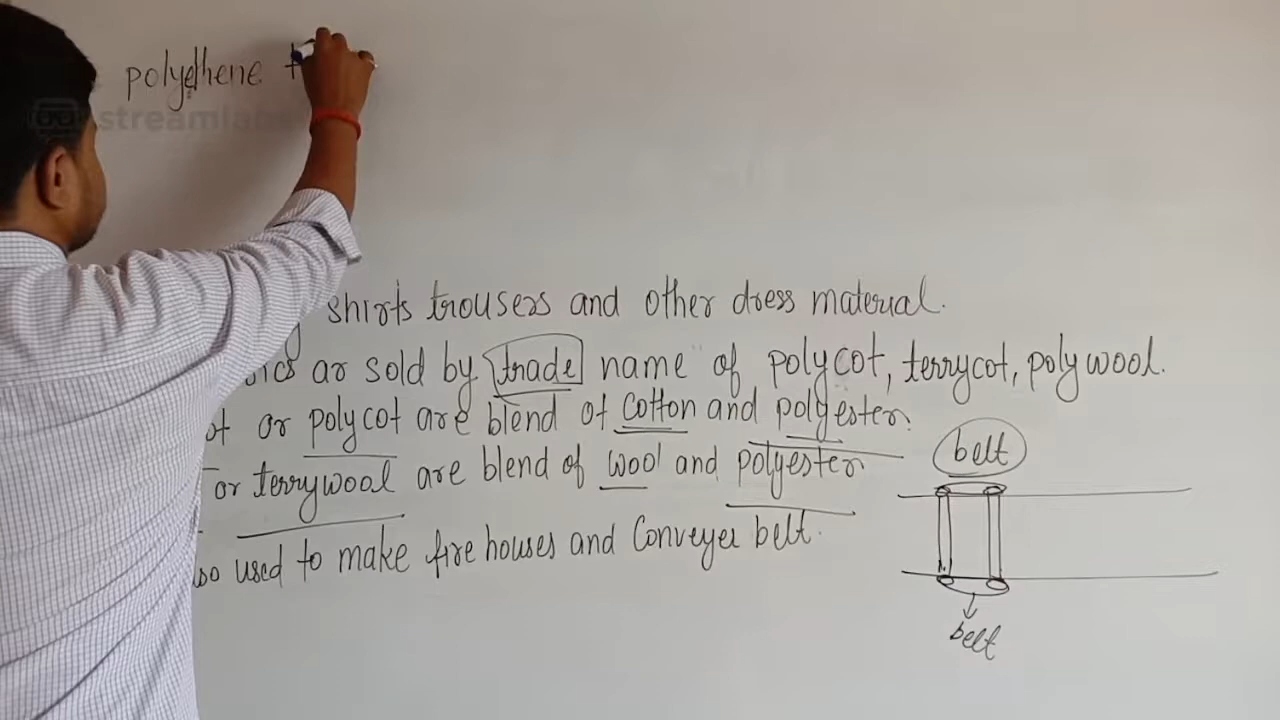 polyethene
streamlabs
shirts trousers and other dress material.
ar sold by trade name of polycot, terrycot, polywool.
or polycot are blend of cotton and polyester.
or terrywool are blend of wool and polyester
used to make fire houses and Conveyer belt.
belt
belt